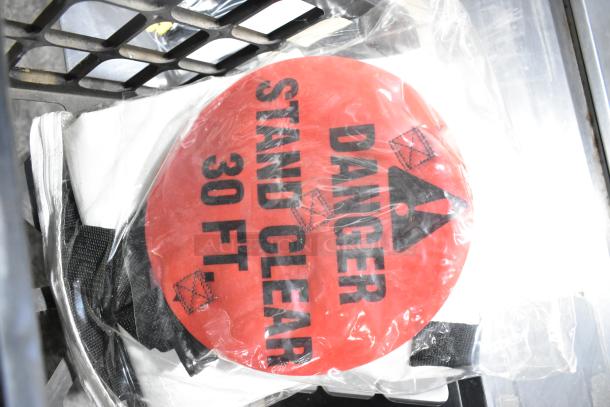 DANGER
STAND CLEAR
30 FT.